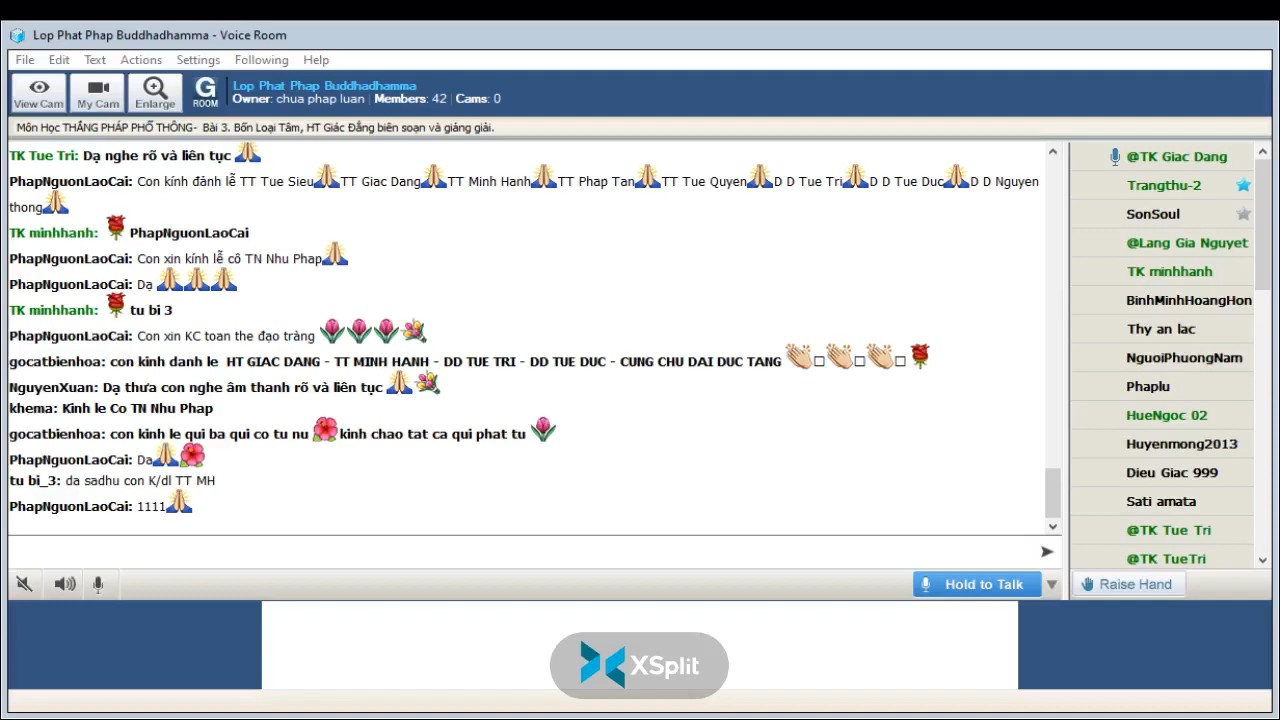 Lop Phat Phap Buddhadhamma - Voice Room
File Edit Text Actions Settings Following Help
View Cam My Cam Enlarge G ROOM
Lop Phat Phap Buddhadhamma
Owner: chua phap luan | Members: 42 | Cams: 0
Môn Học THẮNG PHÁP PHỔ THÔNG- Bài 3. Bốn Loại Tâm, HT Giác Đẳng biên soạn và giảng giải.
TK Tue Tri: Dạ nghe rõ và liên tục
PhapNguonLaoCai: Con kính đảnh lễ TT Tue Sieu TT Giac Dang TT Minh Hanh TT Phap Tan TT Tue Quyen D D Tue Tri D D Tue Duc D D Nguyen
thong
TK minhhanh: PhapNguonLaoCai
PhapNguonLaoCai: Con xin kính lễ cô TN Nhu Phap
PhapNguonLaoCai: Dạ
TK minhhanh: tu bi 3
PhapNguonLaoCai: Con xin KC toan the đạo tràng
gocatbienhoa: con kinh danh le HT GIAC DANG - TT MINH HANH - DD TUE TRI - DD TUE DUC - CUNG CHU DAI DUC TANG
NguyenXuan: Dạ thưa con nghe âm thanh rõ và liên tục
khema: Kinh le Co TN Nhu Phap
gocatbienhoa: con kinh le qui ba qui co tu nu kinh chao tat ca qui phat tu
PhapNguonLaoCai: Da
tu bi_3: da sadhu con K/dl TT MH
PhapNguonLaoCai: 1111
@TK Giac Dang
Trangthu-2
SonSoul
@Lang Gia Nguyet
TK minhhanh
BinhMinhHoangHon
Thy an lac
NguoiPhuongNam
Phaplu
HueNgoc 02
Huyenmong2013
Dieu Giac 999
Sati amata
@TK Tue Tri
@TK TueTri
Hold to Talk
Raise Hand
XSplit